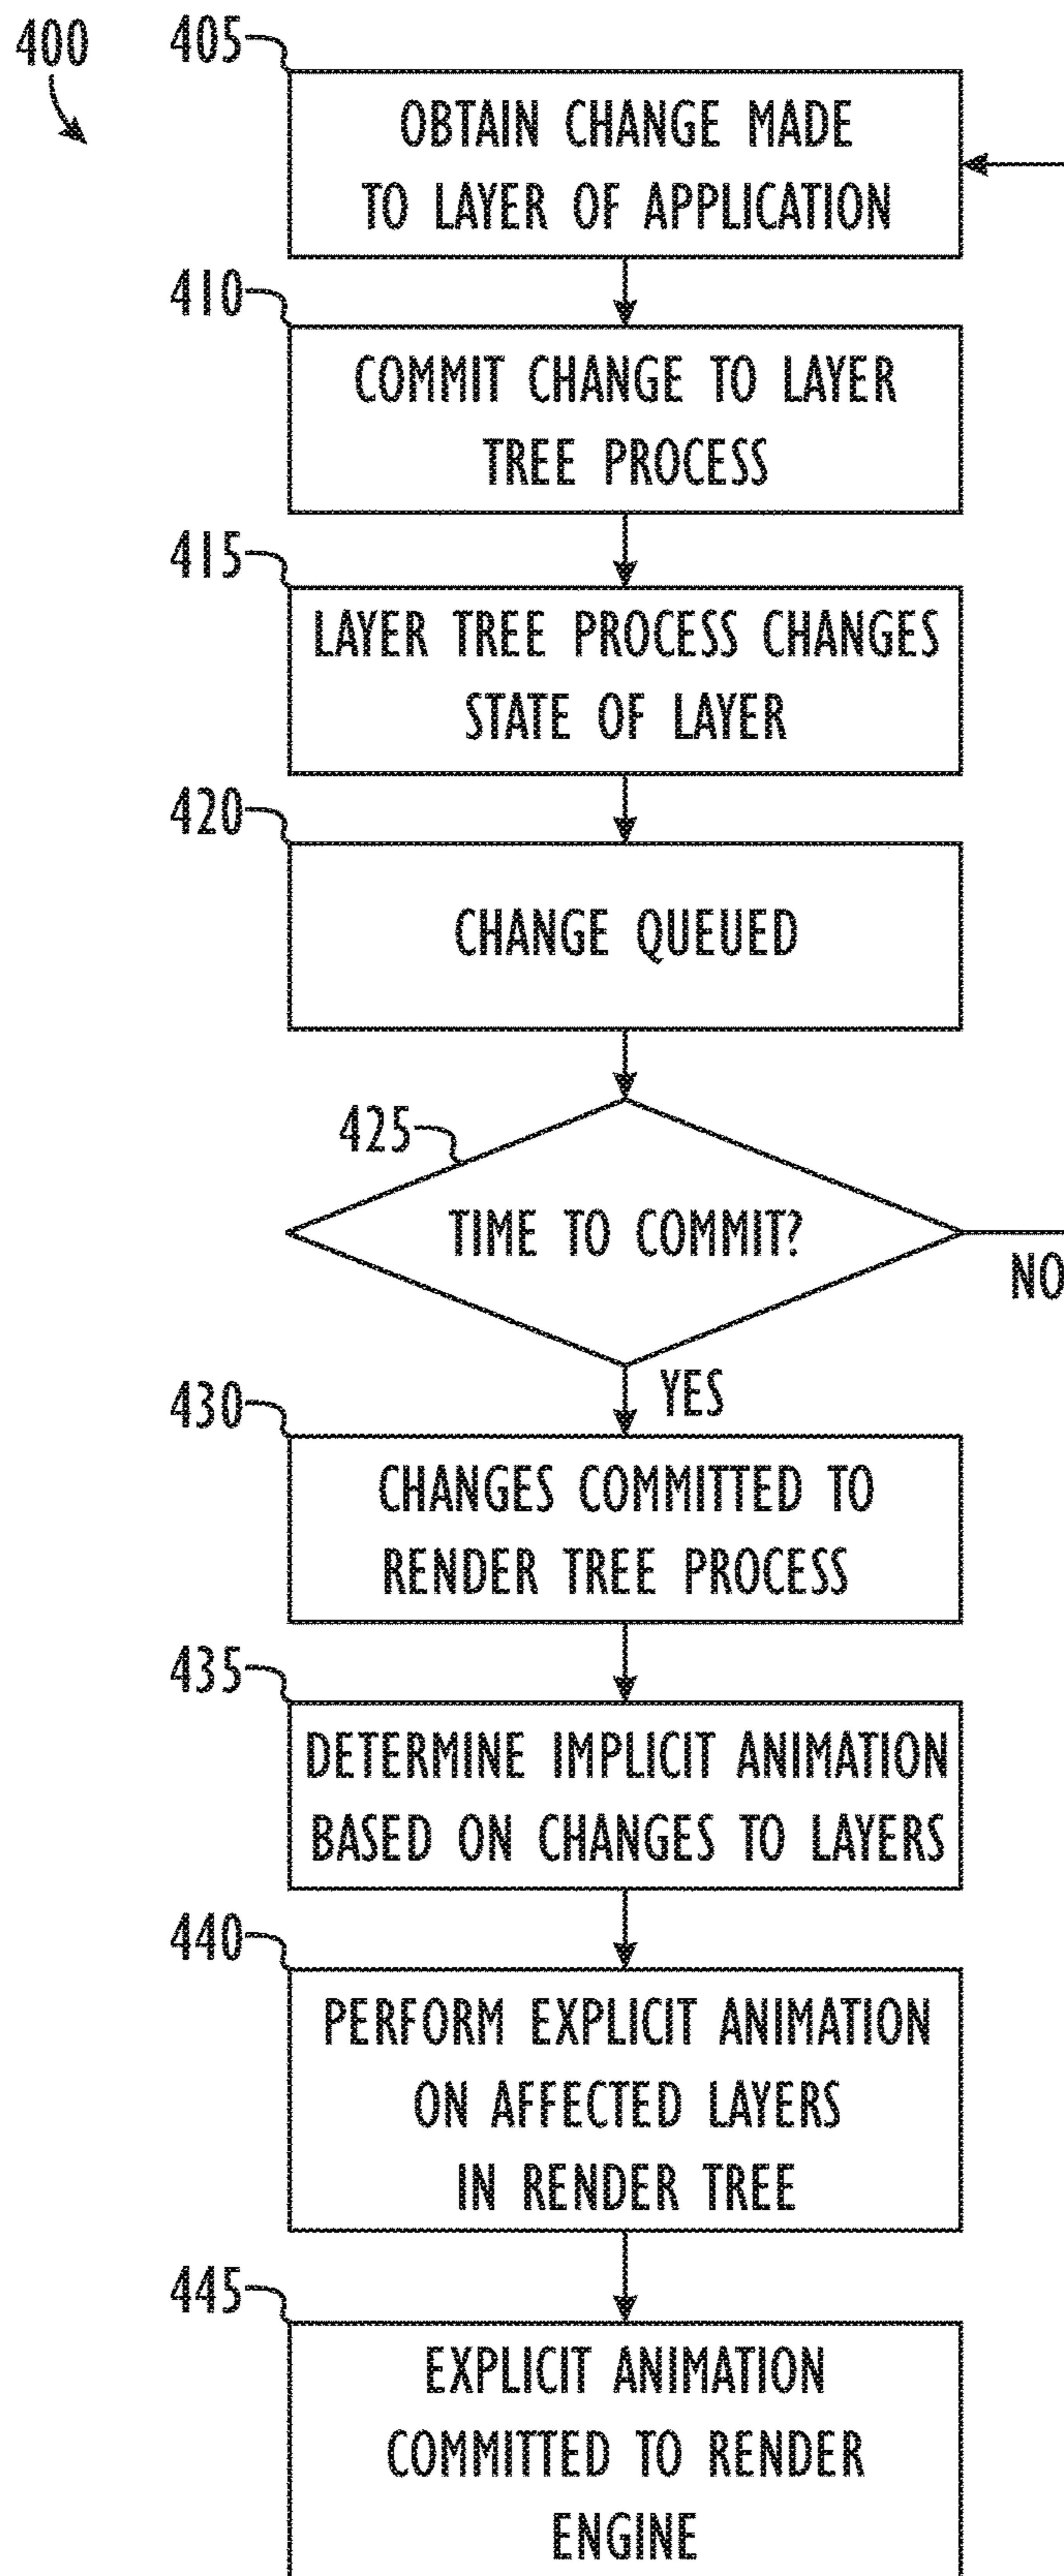 400
405
OBTAIN CHANGE MADE
TO LAYER OF APPLICATION
410
COMMIT CHANGE TO LAYER
TREE PROCESS
415
LAYER TREE PROCESS CHANGES
STATE OF LAYER
420
CHANGE QUEUED
425
TIME TO COMMIT?
NO
YES
430
CHANGES COMMITTED TO
RENDER TREE PROCESS
435
DETERMINE IMPLICIT ANIMATION
BASED ON CHANGES TO LAYERS
440
PERFORM EXPLICIT ANIMATION
ON AFFECTED LAYERS
IN RENDER TREE
445
EXPLICIT ANIMATION
COMMITTED TO RENDER
ENGINE